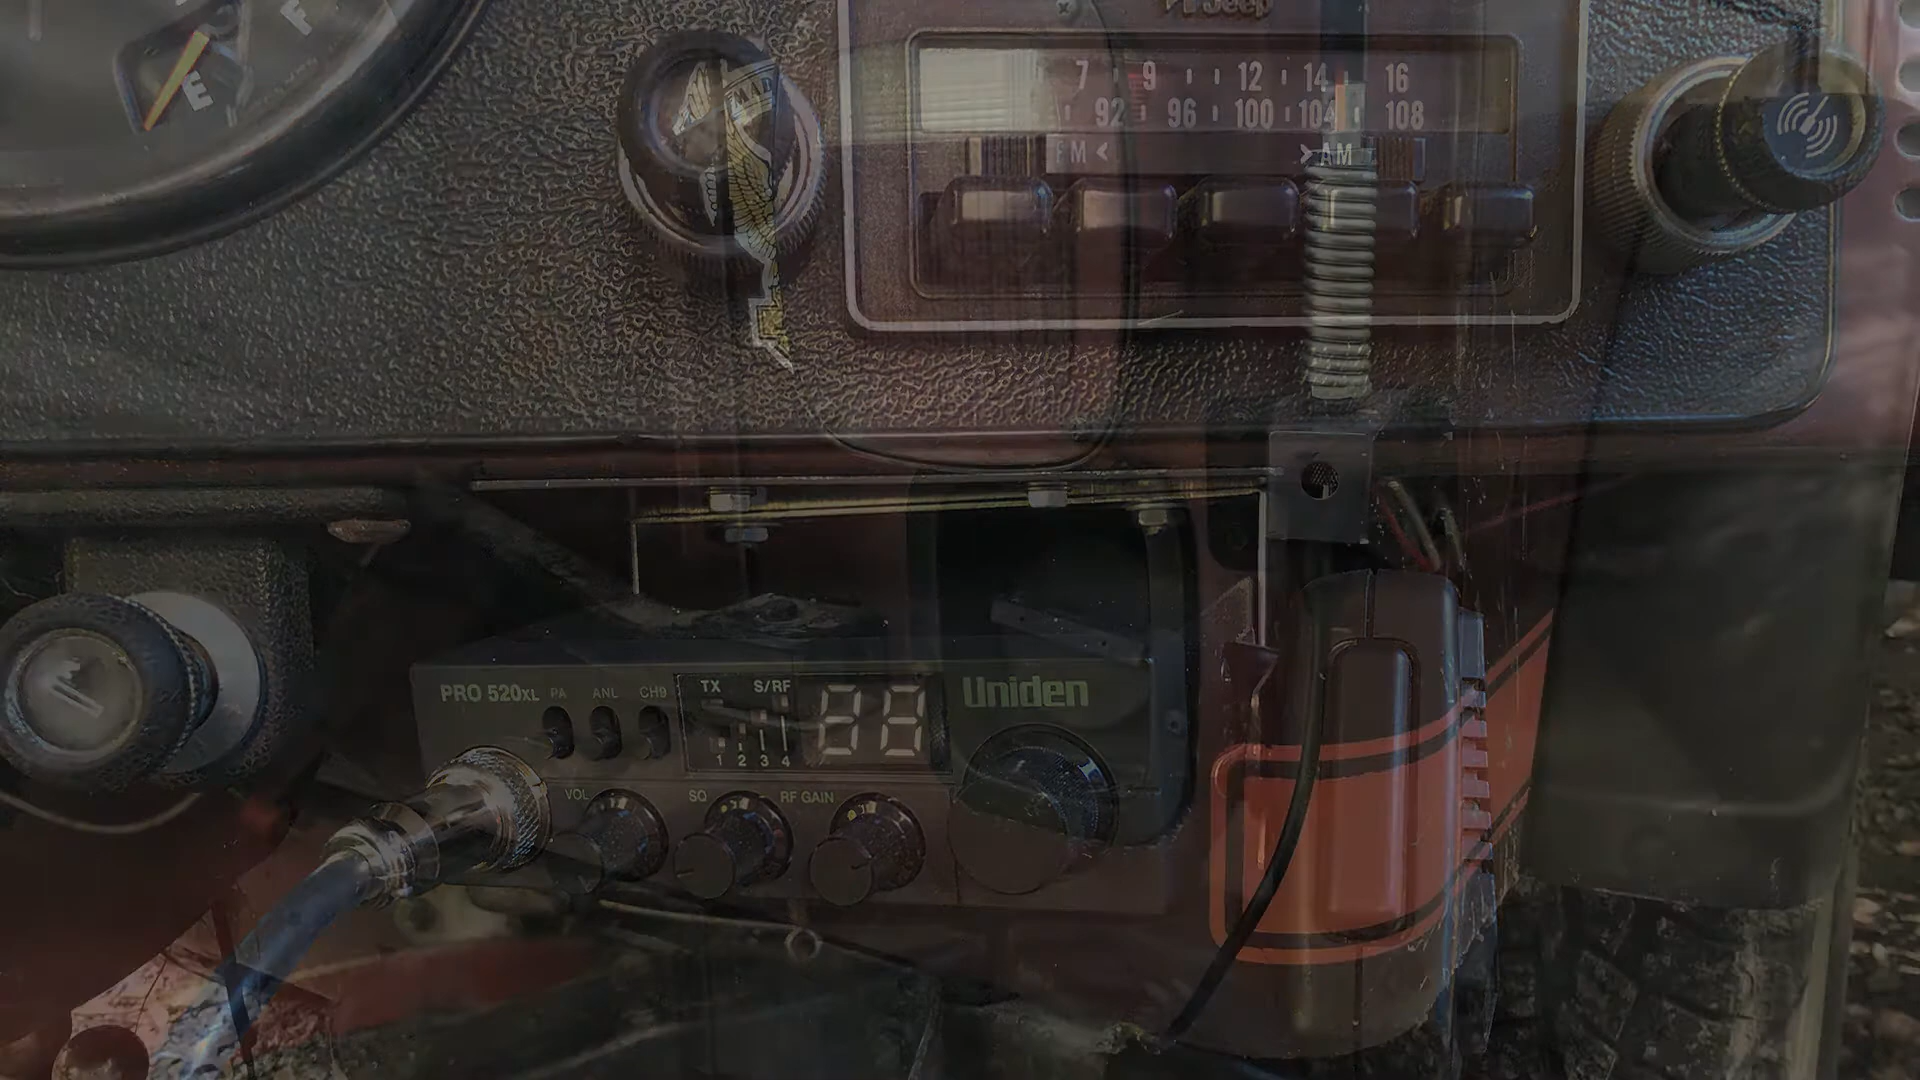 Jeep
F
E
MAD
7 9 12 14 16
92 96 100 104 108
FM < > AM
PRO 520XL PA ANL CH9 TX S/RF 88 Uniden
1 2 3 4
VOL SQ RF GAIN